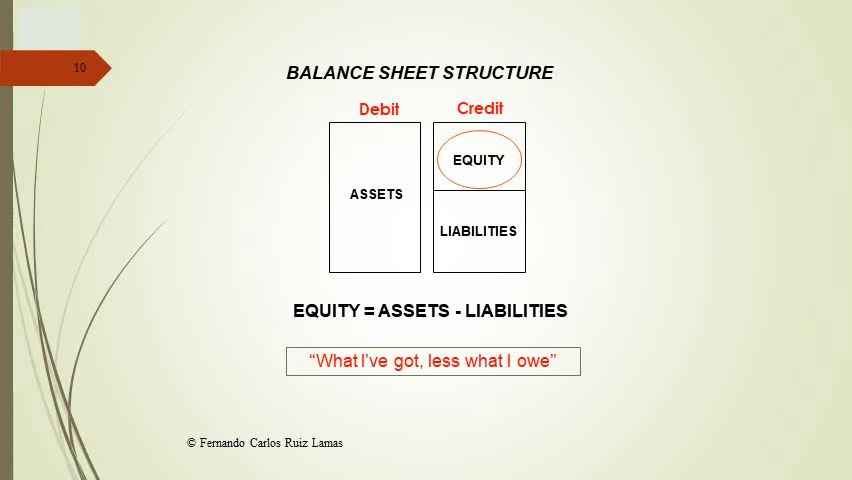 10
BALANCE SHEET STRUCTURE
Debit
Credit
EQUITY
ASSETS
LIABILITIES
EQUITY = ASSETS - LIABILITIES
“What I’ve got, less what I owe”
© Fernando Carlos Ruiz Lamas